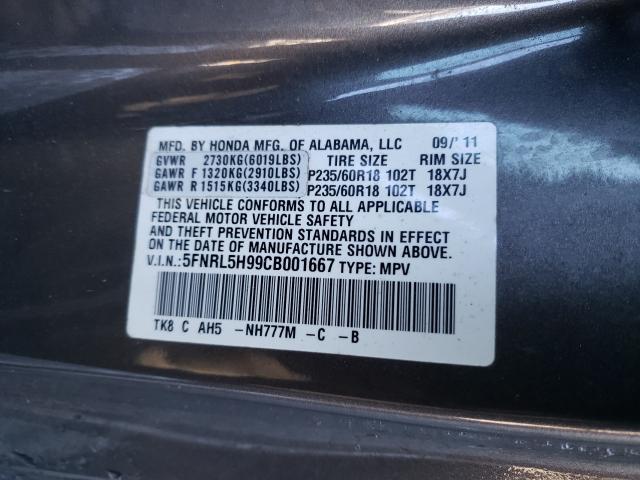 MFD. BY HONDA MFG. OF ALABAMA, LLC 09/'11
GVWR 2730KG(6019LBS) TIRE SIZE RIM SIZE
GAWR F 1320KG(2910LBS) P235/60R18 102T 18X7J
GAWR R 1515KG(3340LBS) P235/60R18 102T 18X7J
THIS VEHICLE CONFORMS TO ALL APPLICABLE
FEDERAL MOTOR VEHICLE SAFETY
AND THEFT PREVENTION STANDARDS IN EFFECT
ON THE DATE OF MANUFACTURE SHOWN ABOVE.
V.I.N.:5FNRL5H99CB001667 TYPE: MPV
TK8 C AH5 -NH777M -C -B